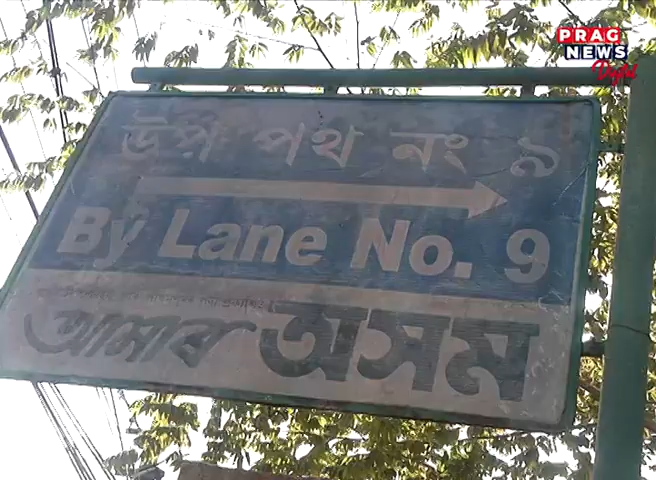 PRAG
NEWS
Digital
উপ পথ নং ৯
By Lane No. 9
আমাৰ অসম